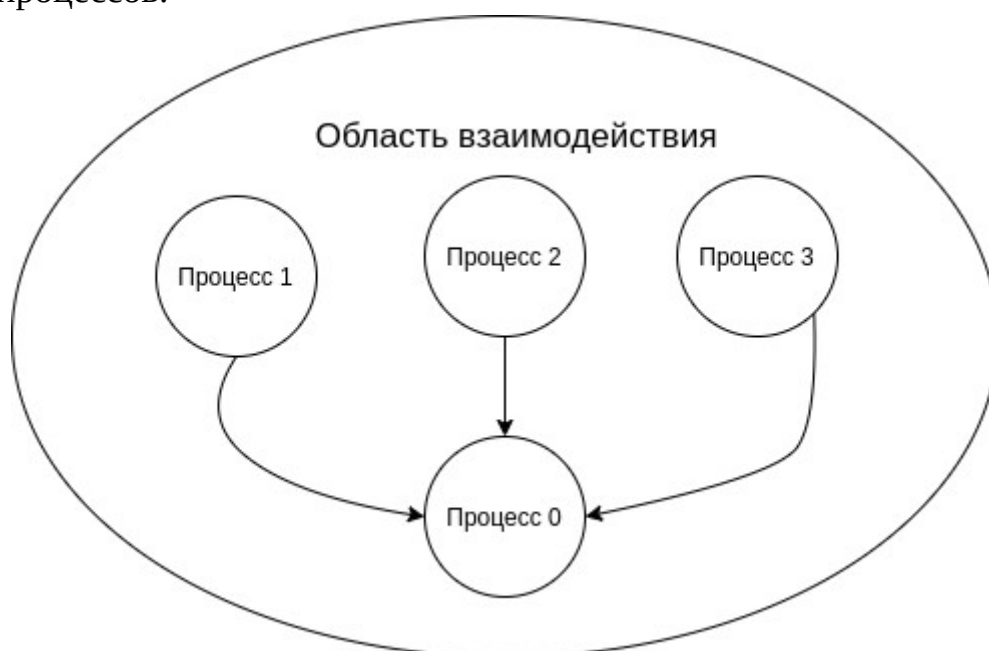 процессов.
Область взаимодействия
Процесс 1
Процесс 2
Процесс 3
Процесс 0